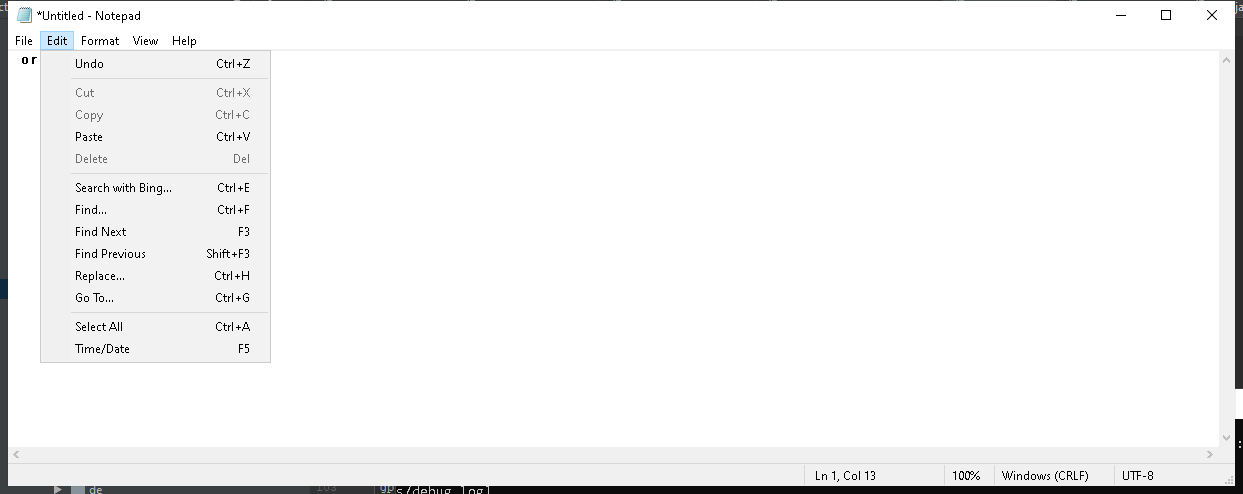 *Untitled - Notepad
File Edit Format View Help
or
Undo Ctrl+Z
Cut Ctrl+X
Copy Ctrl+C
Paste Ctrl+V
Delete Del
Search with Bing... Ctrl+E
Find... Ctrl+F
Find Next F3
Find Previous Shift+F3
Replace... Ctrl+H
Go To... Ctrl+G
Select All Ctrl+A
Time/Date F5
Ln 1, Col 13 100% Windows (CRLF) UTF-8
de s/debug.log]